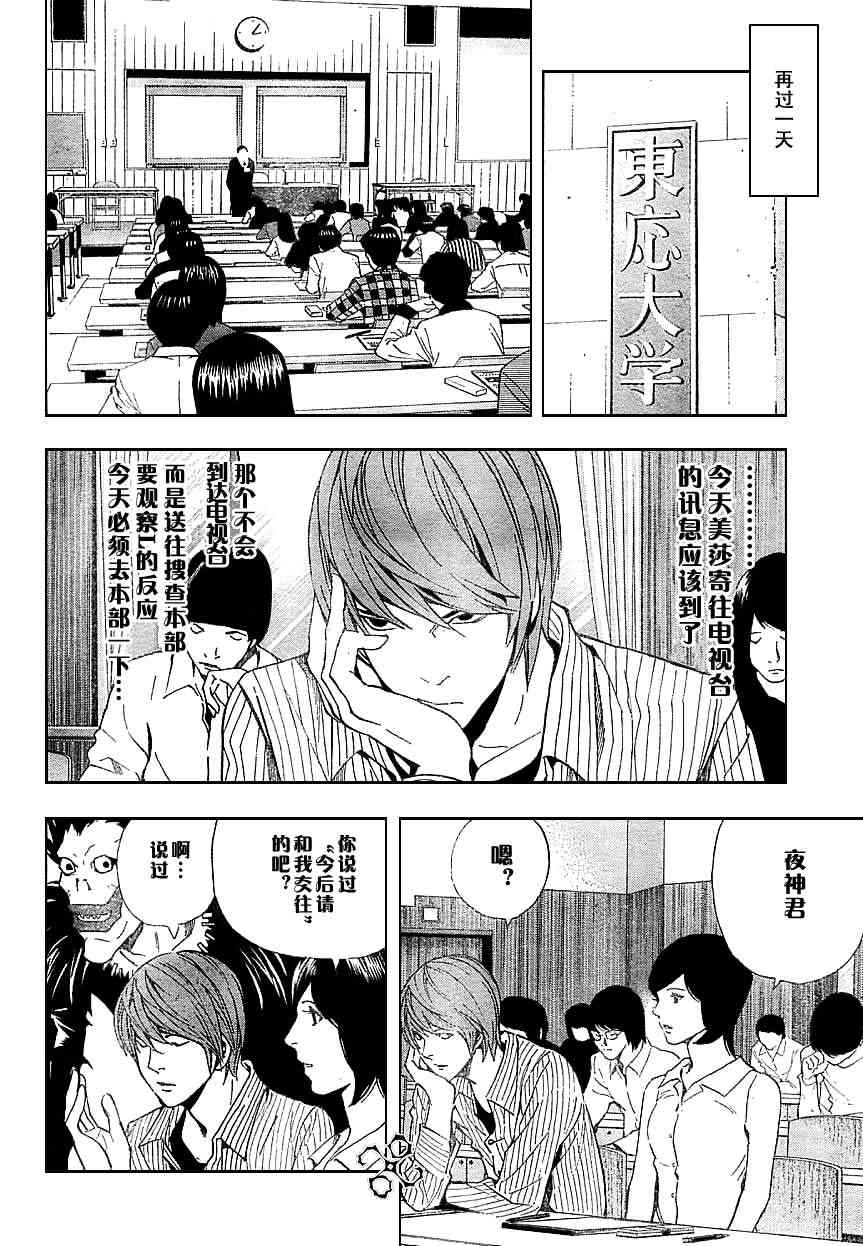 再过一天
東応大学
…………
今天美莎寄往电视台
的讯息应该到了
那个不会
到达电视台
而是送往搜查本部
要观察L的反应
今天必须去本部一下…
夜神君
嗯?
你说过
“今后请
和我交往”
的吧?
啊…
说过